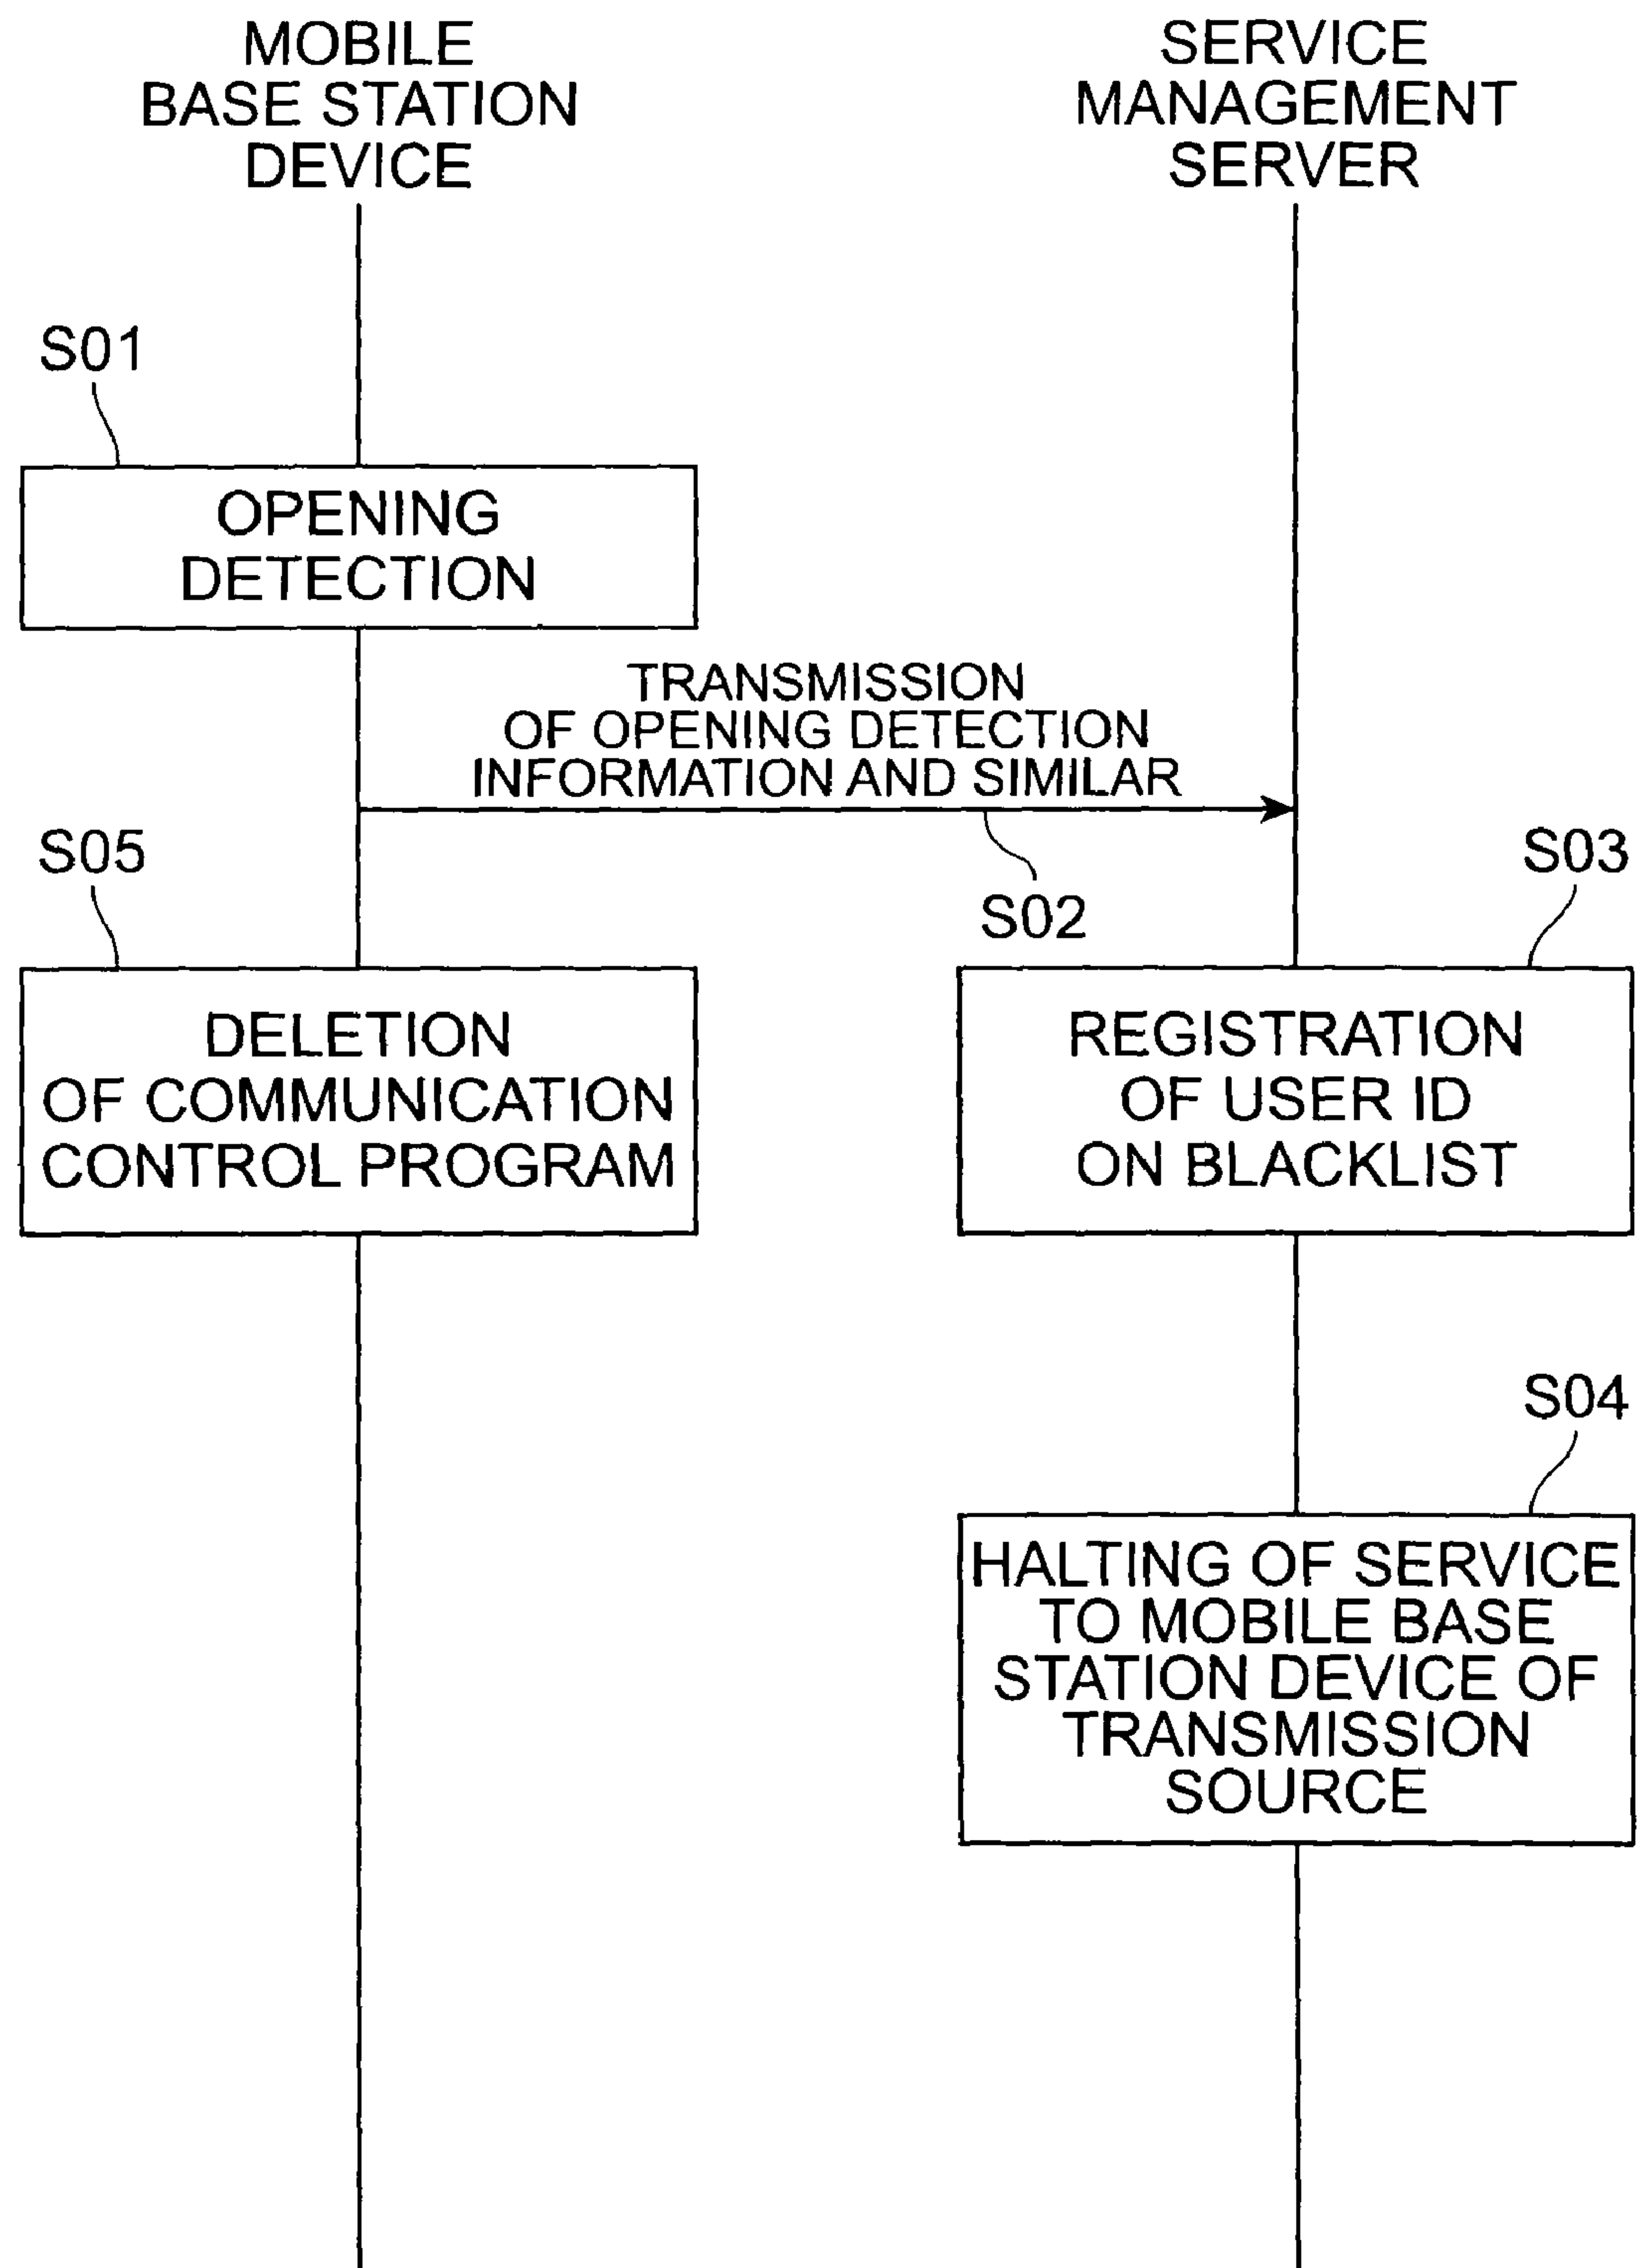 MOBILE
BASE STATION
DEVICE
SERVICE
MANAGEMENT
SERVER
S01
OPENING
DETECTION
TRANSMISSION
OF OPENING DETECTION
INFORMATION AND SIMILAR
S02
S05
DELETION
OF COMMUNICATION
CONTROL PROGRAM
S03
REGISTRATION
OF USER ID
ON BLACKLIST
S04
HALTING OF SERVICE
TO MOBILE BASE
STATION DEVICE OF
TRANSMISSION
SOURCE